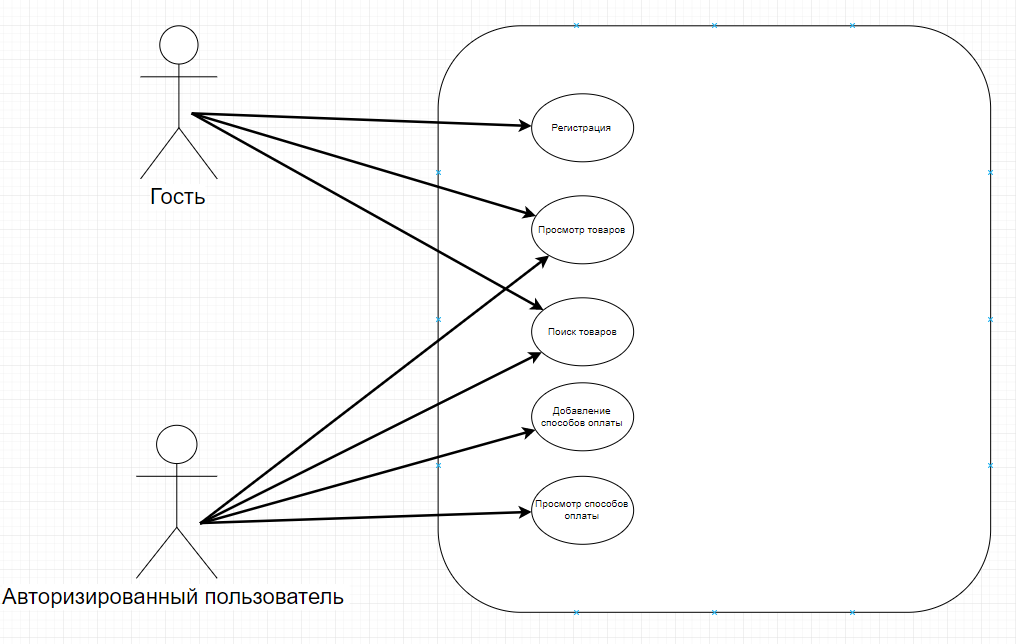 Регистрация
Гость
Просмотр товаров
Поиск товаров
Добавление
способов оплаты
Просмотр способов
оплаты
Авторизированный пользователь